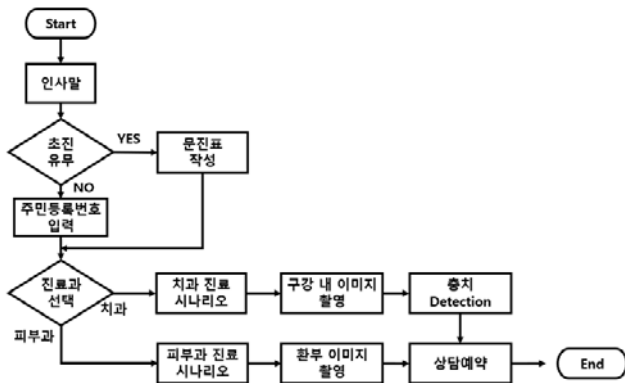 Start
인사말
초진
유무
YES
문진표
작성
NO
주민등록번호
입력
진료과
선택
치과
피부과
치과 진료
시나리오
구강 내 이미지
촬영
충치
Detection
피부과 진료
시나리오
환부 이미지
촬영
상담예약
End